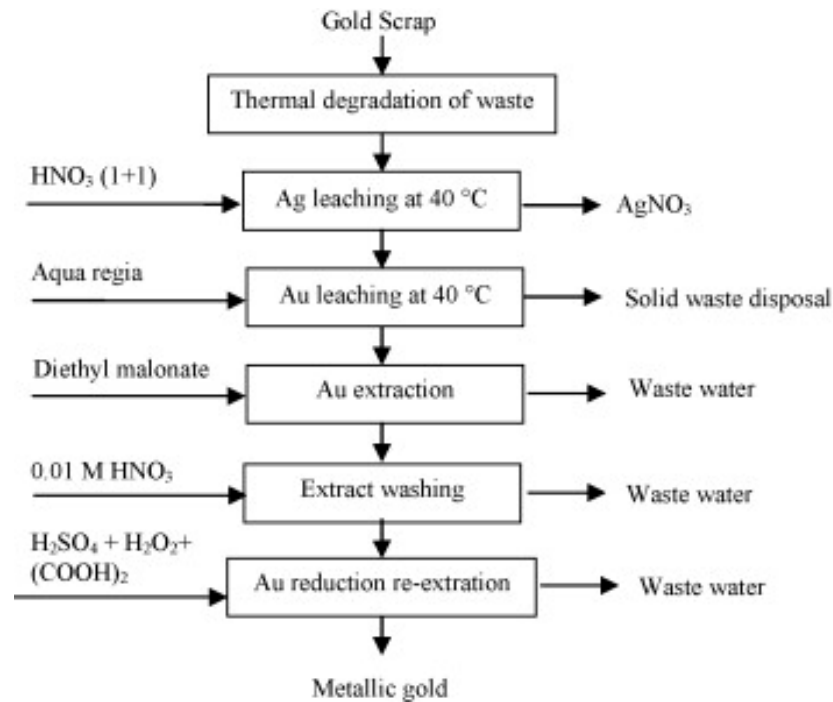 Gold Scrap
Thermal degradation of waste
HNO₃ (1+1)
Ag leaching at 40 °C
AgNO₃
Aqua regia
Au leaching at 40 °C
Solid waste disposal
Diethyl malonate
Au extraction
Waste water
0.01 M HNO₃
Extract washing
Waste water
H₂SO₄ + H₂O₂+
(COOH)₂
Au reduction re-extration
Waste water
Metallic gold